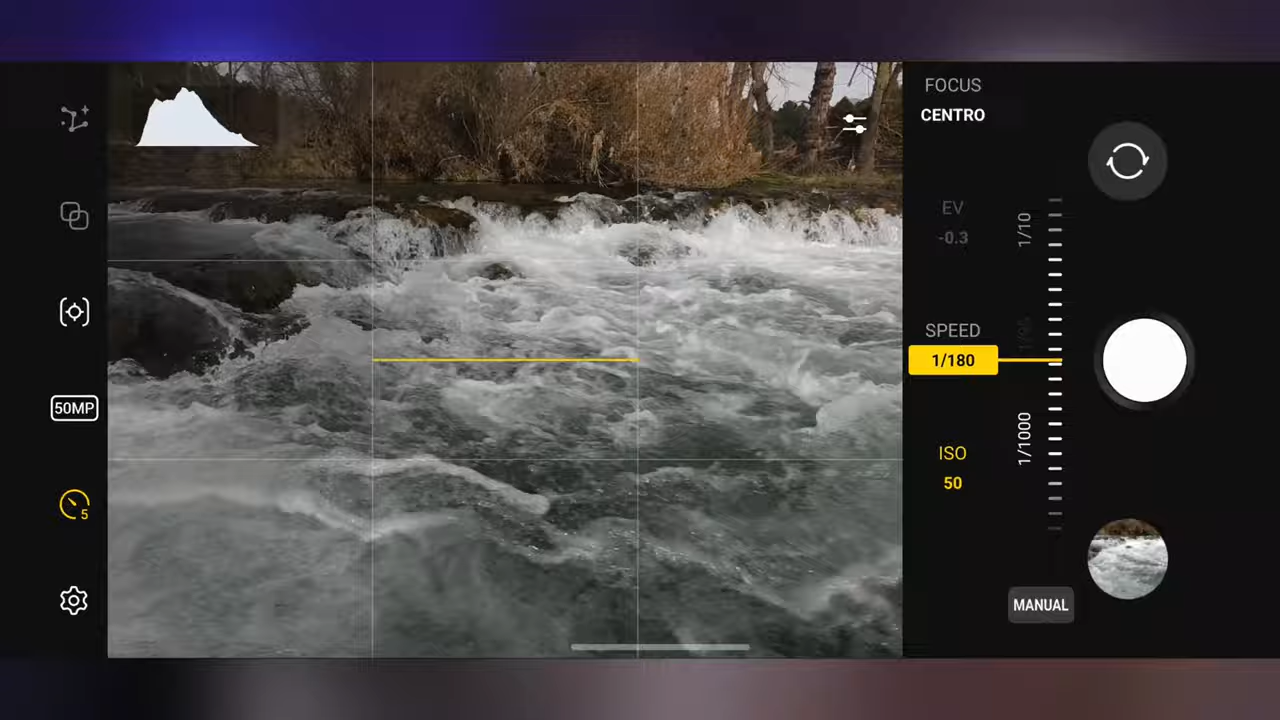 FOCUS
CENTRO
EV
-0.3
1/10
SPEED
1/180
50MP
1/1000
ISO
50
5
MANUAL